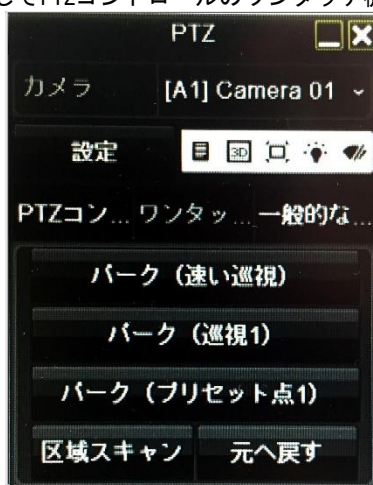 PTZ
カメラ [A1] Camera 01
設定 3D
PTZコン... ワンタッ... 一般的な...
パーク (速い巡視)
パーク (巡視1)
パーク (プリセット点1)
区域スキャン 元へ戻す